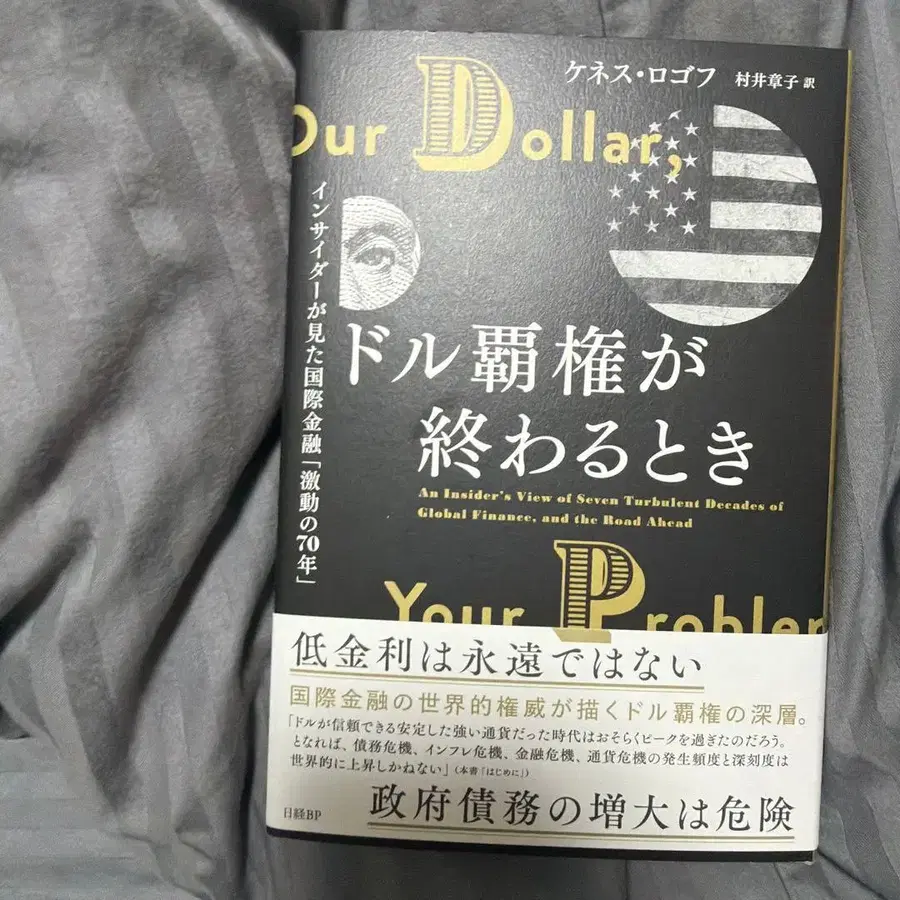 ケネス・ロゴフ 村井章子 訳
Our Dollar,
インサイダーが見た国際金融「激動の70年」
ドル覇権が
終わるとき
An Insider's View of Seven Turbulent Decades of
Global Finance, and the Road Ahead
Your Problem
低金利は永遠ではない
国際金融の世界的権威が描くドル覇権の深層。
「ドルが信頼できる安定した強い通貨だった時代はおそらくピークを過ぎたのだろう。
となれば、債務危機、インフレ危機、金融危機、通貨危機の発生頻度と深刻度は
世界的に上昇しかねない」(本書「はじめに」)
政府債務の増大は危険
日経BP